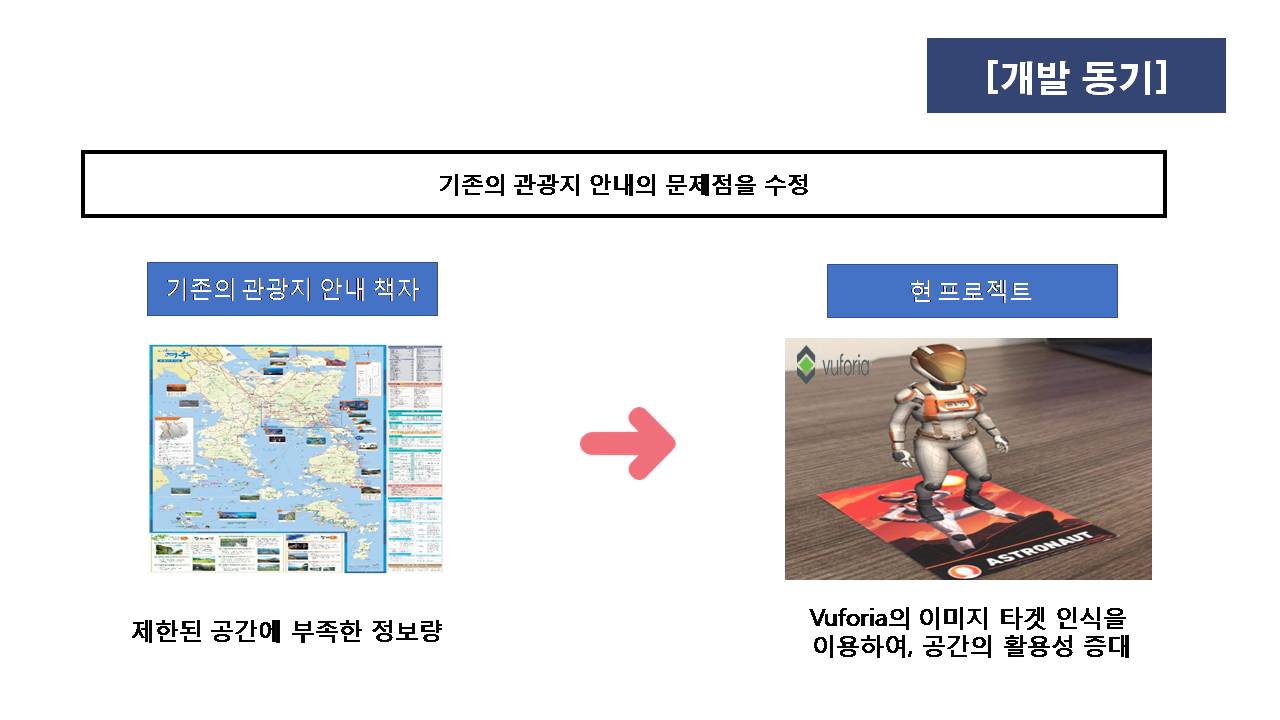 [개발 동기]
기존의 관광지 안내의 문제점을 수정
기존의 관광지 안내 책자
현 프로젝트
여수
vuforia
ASTRONAUT
제한된 공간에 부족한 정보량
Vuforia의 이미지 타겟 인식을
이용하여, 공간의 활용성 증대